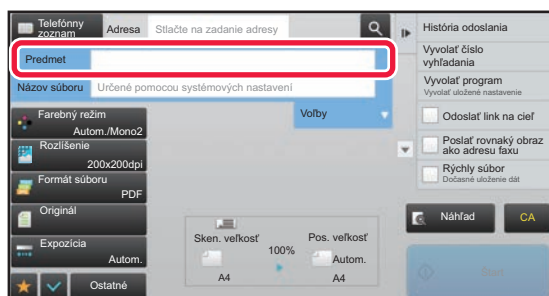 Telefónny
zoznam
Adresa
Stlačte na zadanie adresy
Predmet
Názov súboru
Určené pomocou systémových nastavení
Farebný režim
Autom./Mono2
Rozlíšenie
200x200dpi
Formát súboru
PDF
Originál
Expozícia
Autom.
Ostatné
Voľby
Sken. veľkosť
A4
100%
Pos. veľkosť
Autom.
A4
História odoslania
Vyvolať číslo
vyhľadania
Vyvolať program
Vyvolať uložené nastavenie
Odoslať link na cieľ
Poslať rovnaký obraz
ako adresu faxu
Rýchly súbor
Dočasné uloženie dát
Náhľad
CA
Štart